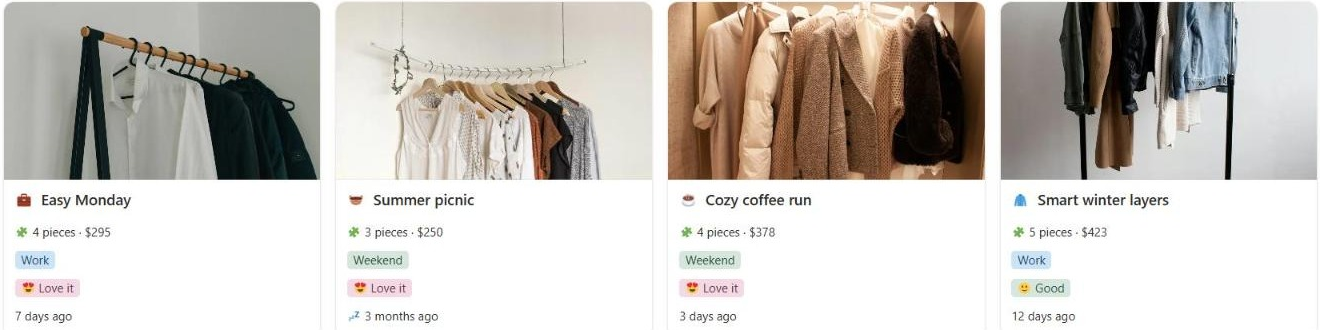 Easy Monday
4 pieces · $295
Work
Love it
7 days ago
Summer picnic
3 pieces · $250
Weekend
Love it
3 months ago
Cozy coffee run
4 pieces · $378
Weekend
Love it
3 days ago
Smart winter layers
5 pieces · $423
Work
Good
12 days ago